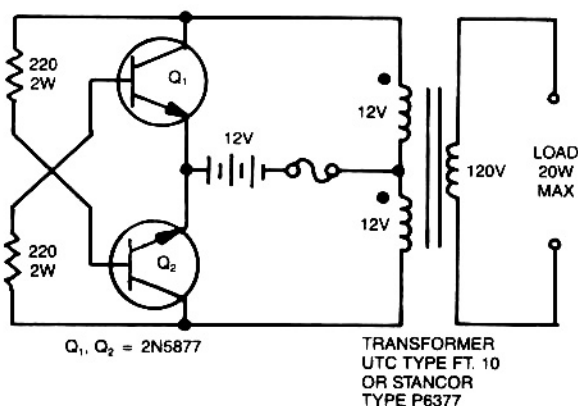 220
2W
Q₁
12V
12V
120V
LOAD
20W
MAX
12V
220
2W
Q₂
Q₁, Q₂ = 2N5877
TRANSFORMER
UTC TYPE FT. 10
OR STANCOR
TYPE P6377